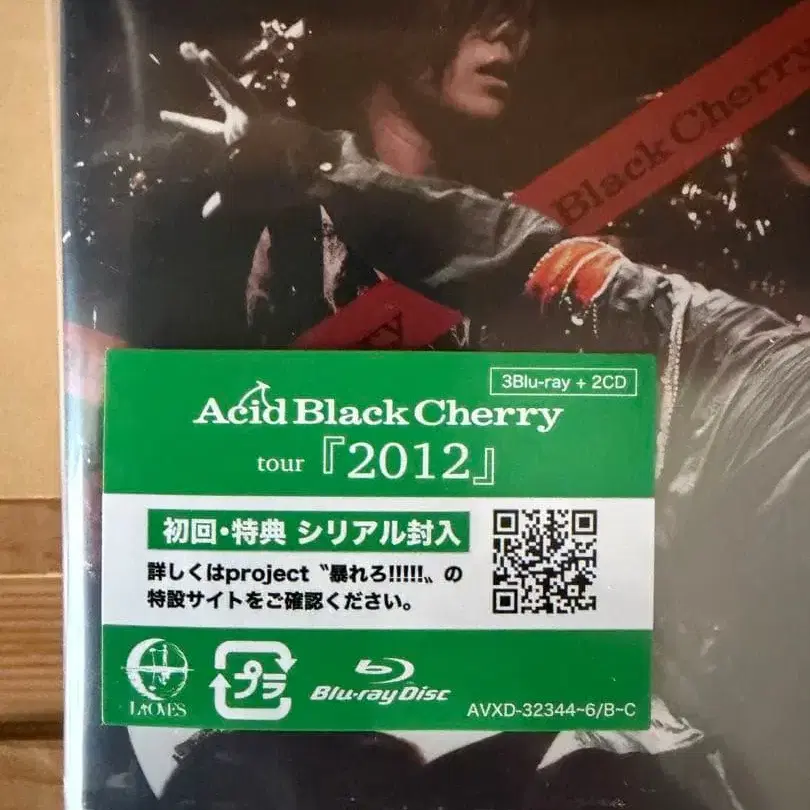 Black Cherry
rry
3Blu-ray + 2CD
Acid Black Cherry
tour『2012』
初回・特典 シリアル封入
詳しくはproject〝暴れろ!!!!!〟の
特設サイトをご確認ください。
LACVES
プラ
Blu-ray Disc
AVXD-32344~6/B~C